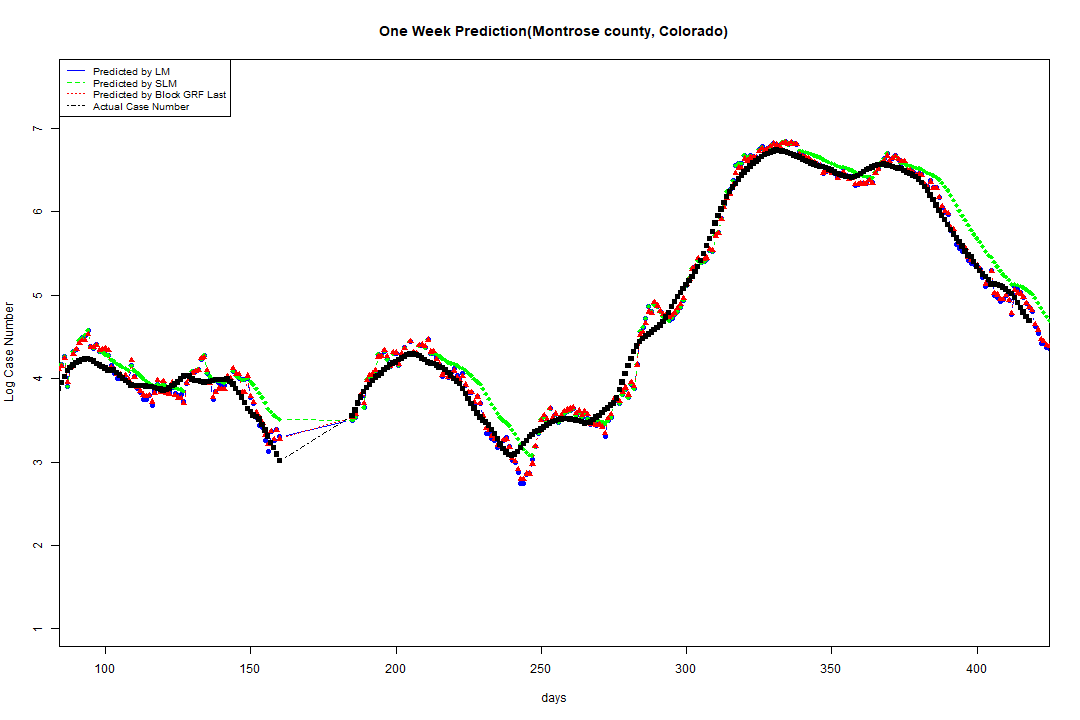 One Week Prediction(Montrose county, Colorado)
Predicted by LM
Predicted by SLM
Predicted by Block GRF Last
Actual Case Number
7
6
5
4
3
2
1
Log Case Number
100 150 200 250 300 350 400
days